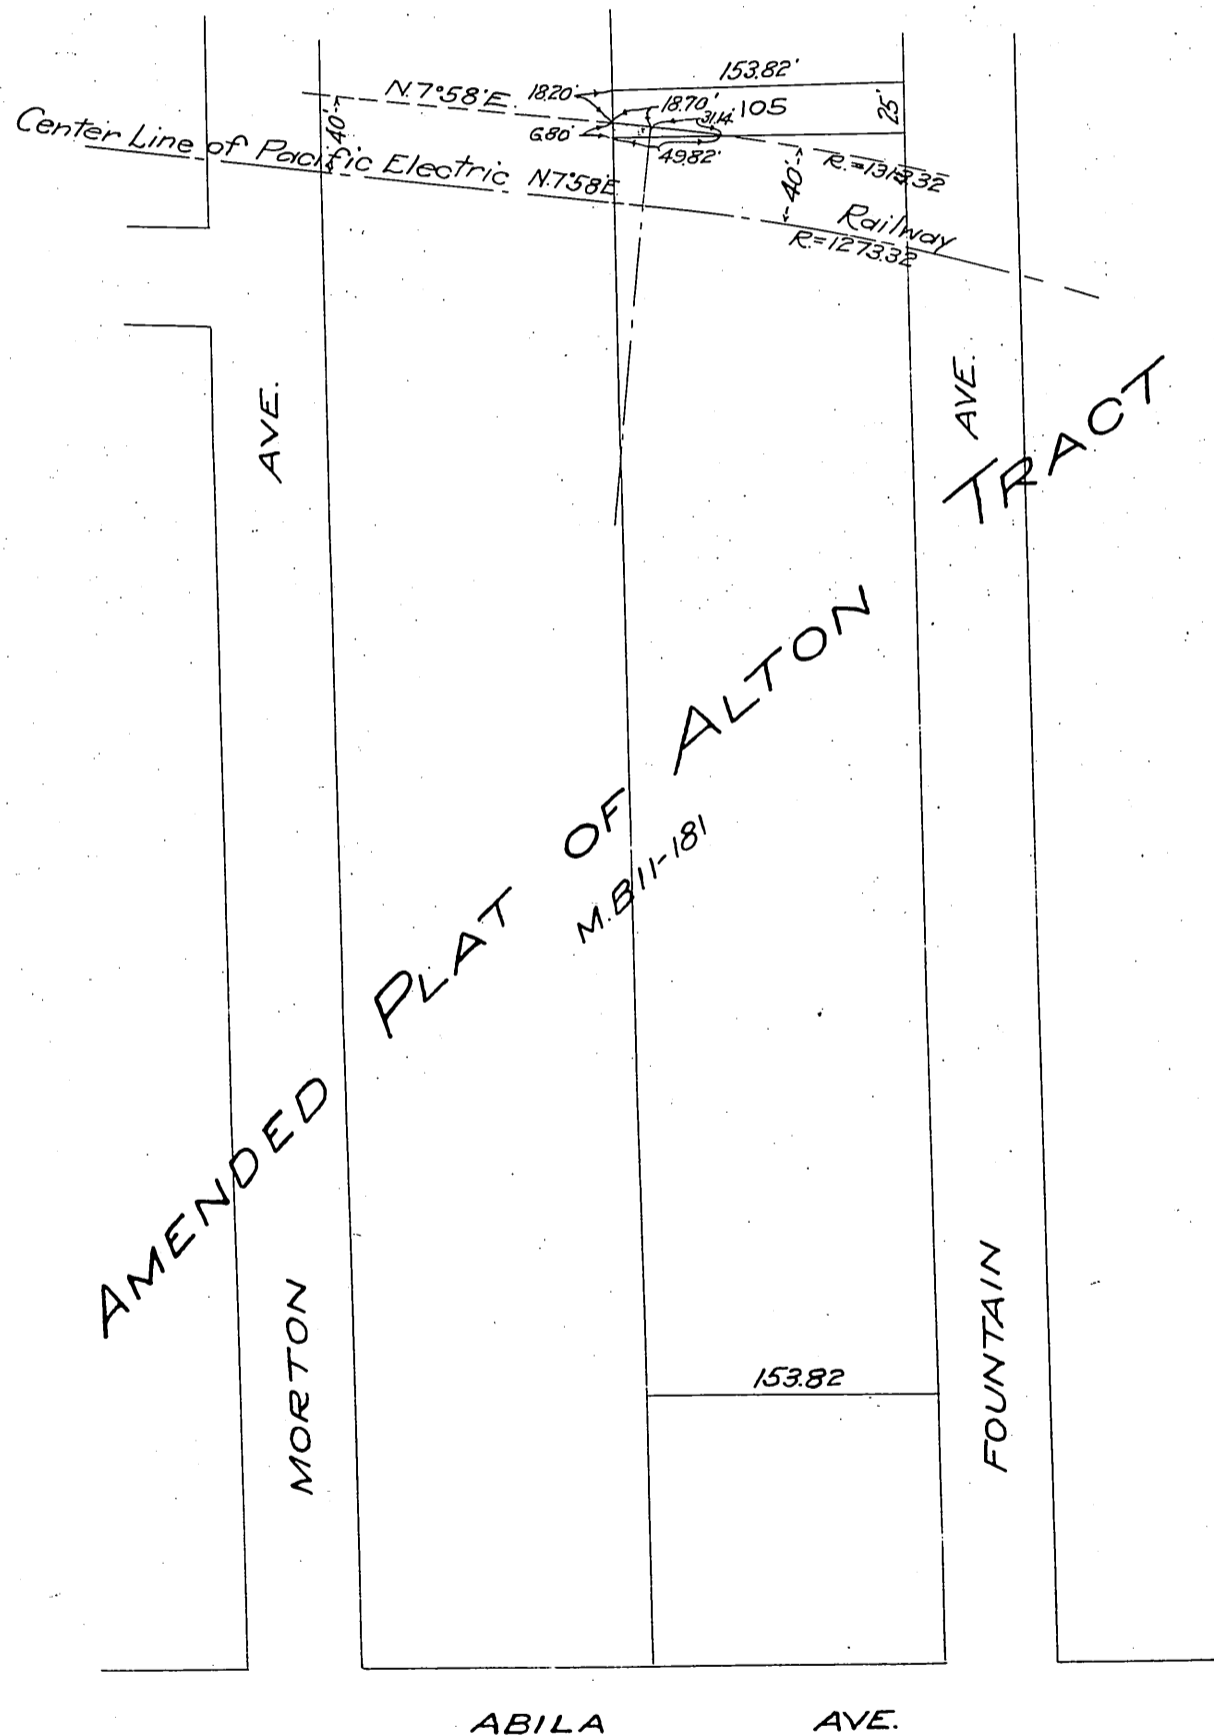 153.82'
N.7°58'E.
18.20'
18.70'
31.14'
105
25'
40'
6.80'
49.82'
Center Line of Pacific Electric N.7°58'E
R.=1313.32
40'
Railway
R=1273.32
AVE.
AVE.
AMENDED PLAT OF ALTON TRACT
M.B 11-181
MORTON
FOUNTAIN
153.82
ABILA AVE.